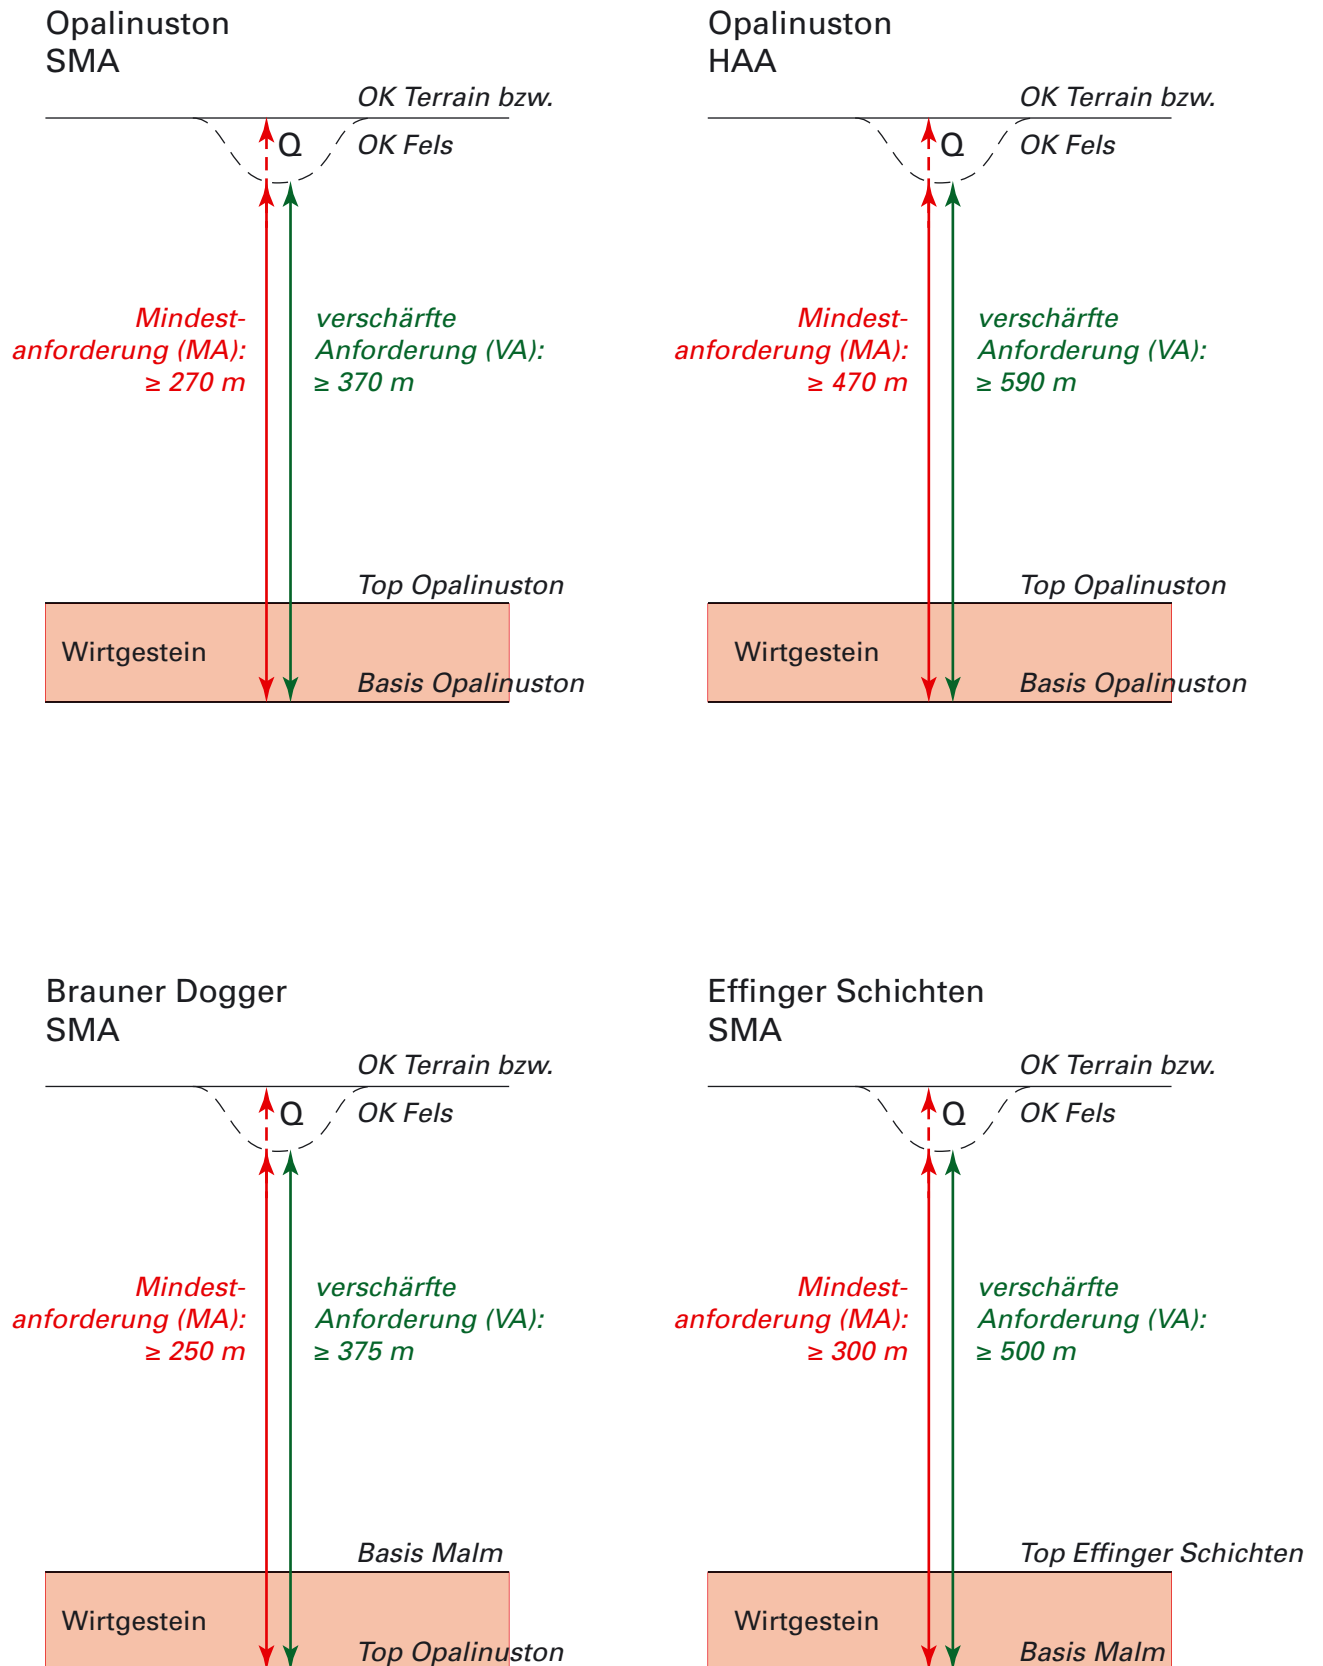 Opalinuston
SMA
OK Terrain bzw.
Q
OK Fels
Mindest-
anforderung (MA):
≥ 270 m
verschärfte
Anforderung (VA):
≥ 370 m
Top Opalinuston
Wirtgestein
Basis Opalinuston
Opalinuston
HAA
OK Terrain bzw.
Q
OK Fels
Mindest-
anforderung (MA):
≥ 470 m
verschärfte
Anforderung (VA):
≥ 590 m
Top Opalinuston
Wirtgestein
Basis Opalinuston
Brauner Dogger
SMA
OK Terrain bzw.
Q
OK Fels
Mindest-
anforderung (MA):
≥ 250 m
verschärfte
Anforderung (VA):
≥ 375 m
Basis Malm
Wirtgestein
Top Opalinuston
Effinger Schichten
SMA
OK Terrain bzw.
Q
OK Fels
Mindest-
anforderung (MA):
≥ 300 m
verschärfte
Anforderung (VA):
≥ 500 m
Top Effinger Schichten
Wirtgestein
Basis Malm